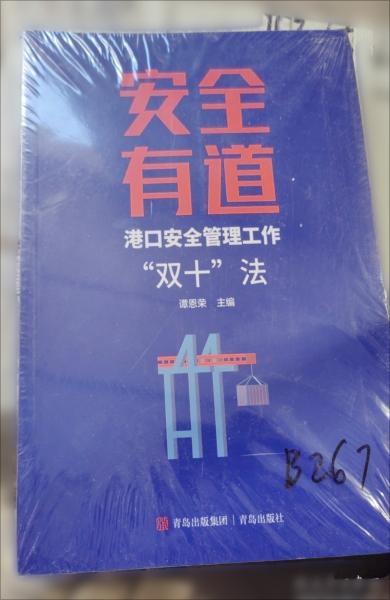 安全
有道
港口安全管理工作
“双十”法
谭恩荣 主编
B267
青岛出版集团 | 青岛出版社